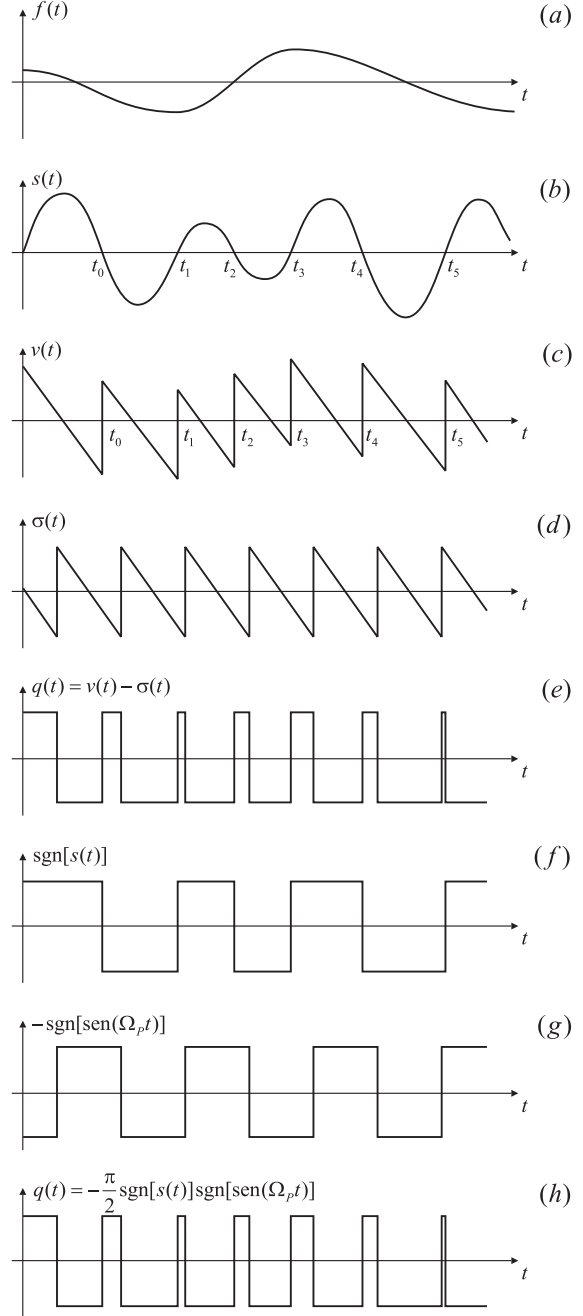 f(t)
(a)
t
s(t)
(b)
t₀ t₁ t₂ t₃ t₄ t₅ t
v(t)
(c)
t₀ t₁ t₂ t₃ t₄ t₅ t
σ(t)
(d)
t
q(t) = v(t) − σ(t)
(e)
t
sgn[s(t)]
(f)
t
−sgn[sen(Ω_P t)]
(g)
t
q(t) = −π/2 sgn[s(t)]sgn[sen(Ω_P t)]
(h)
t